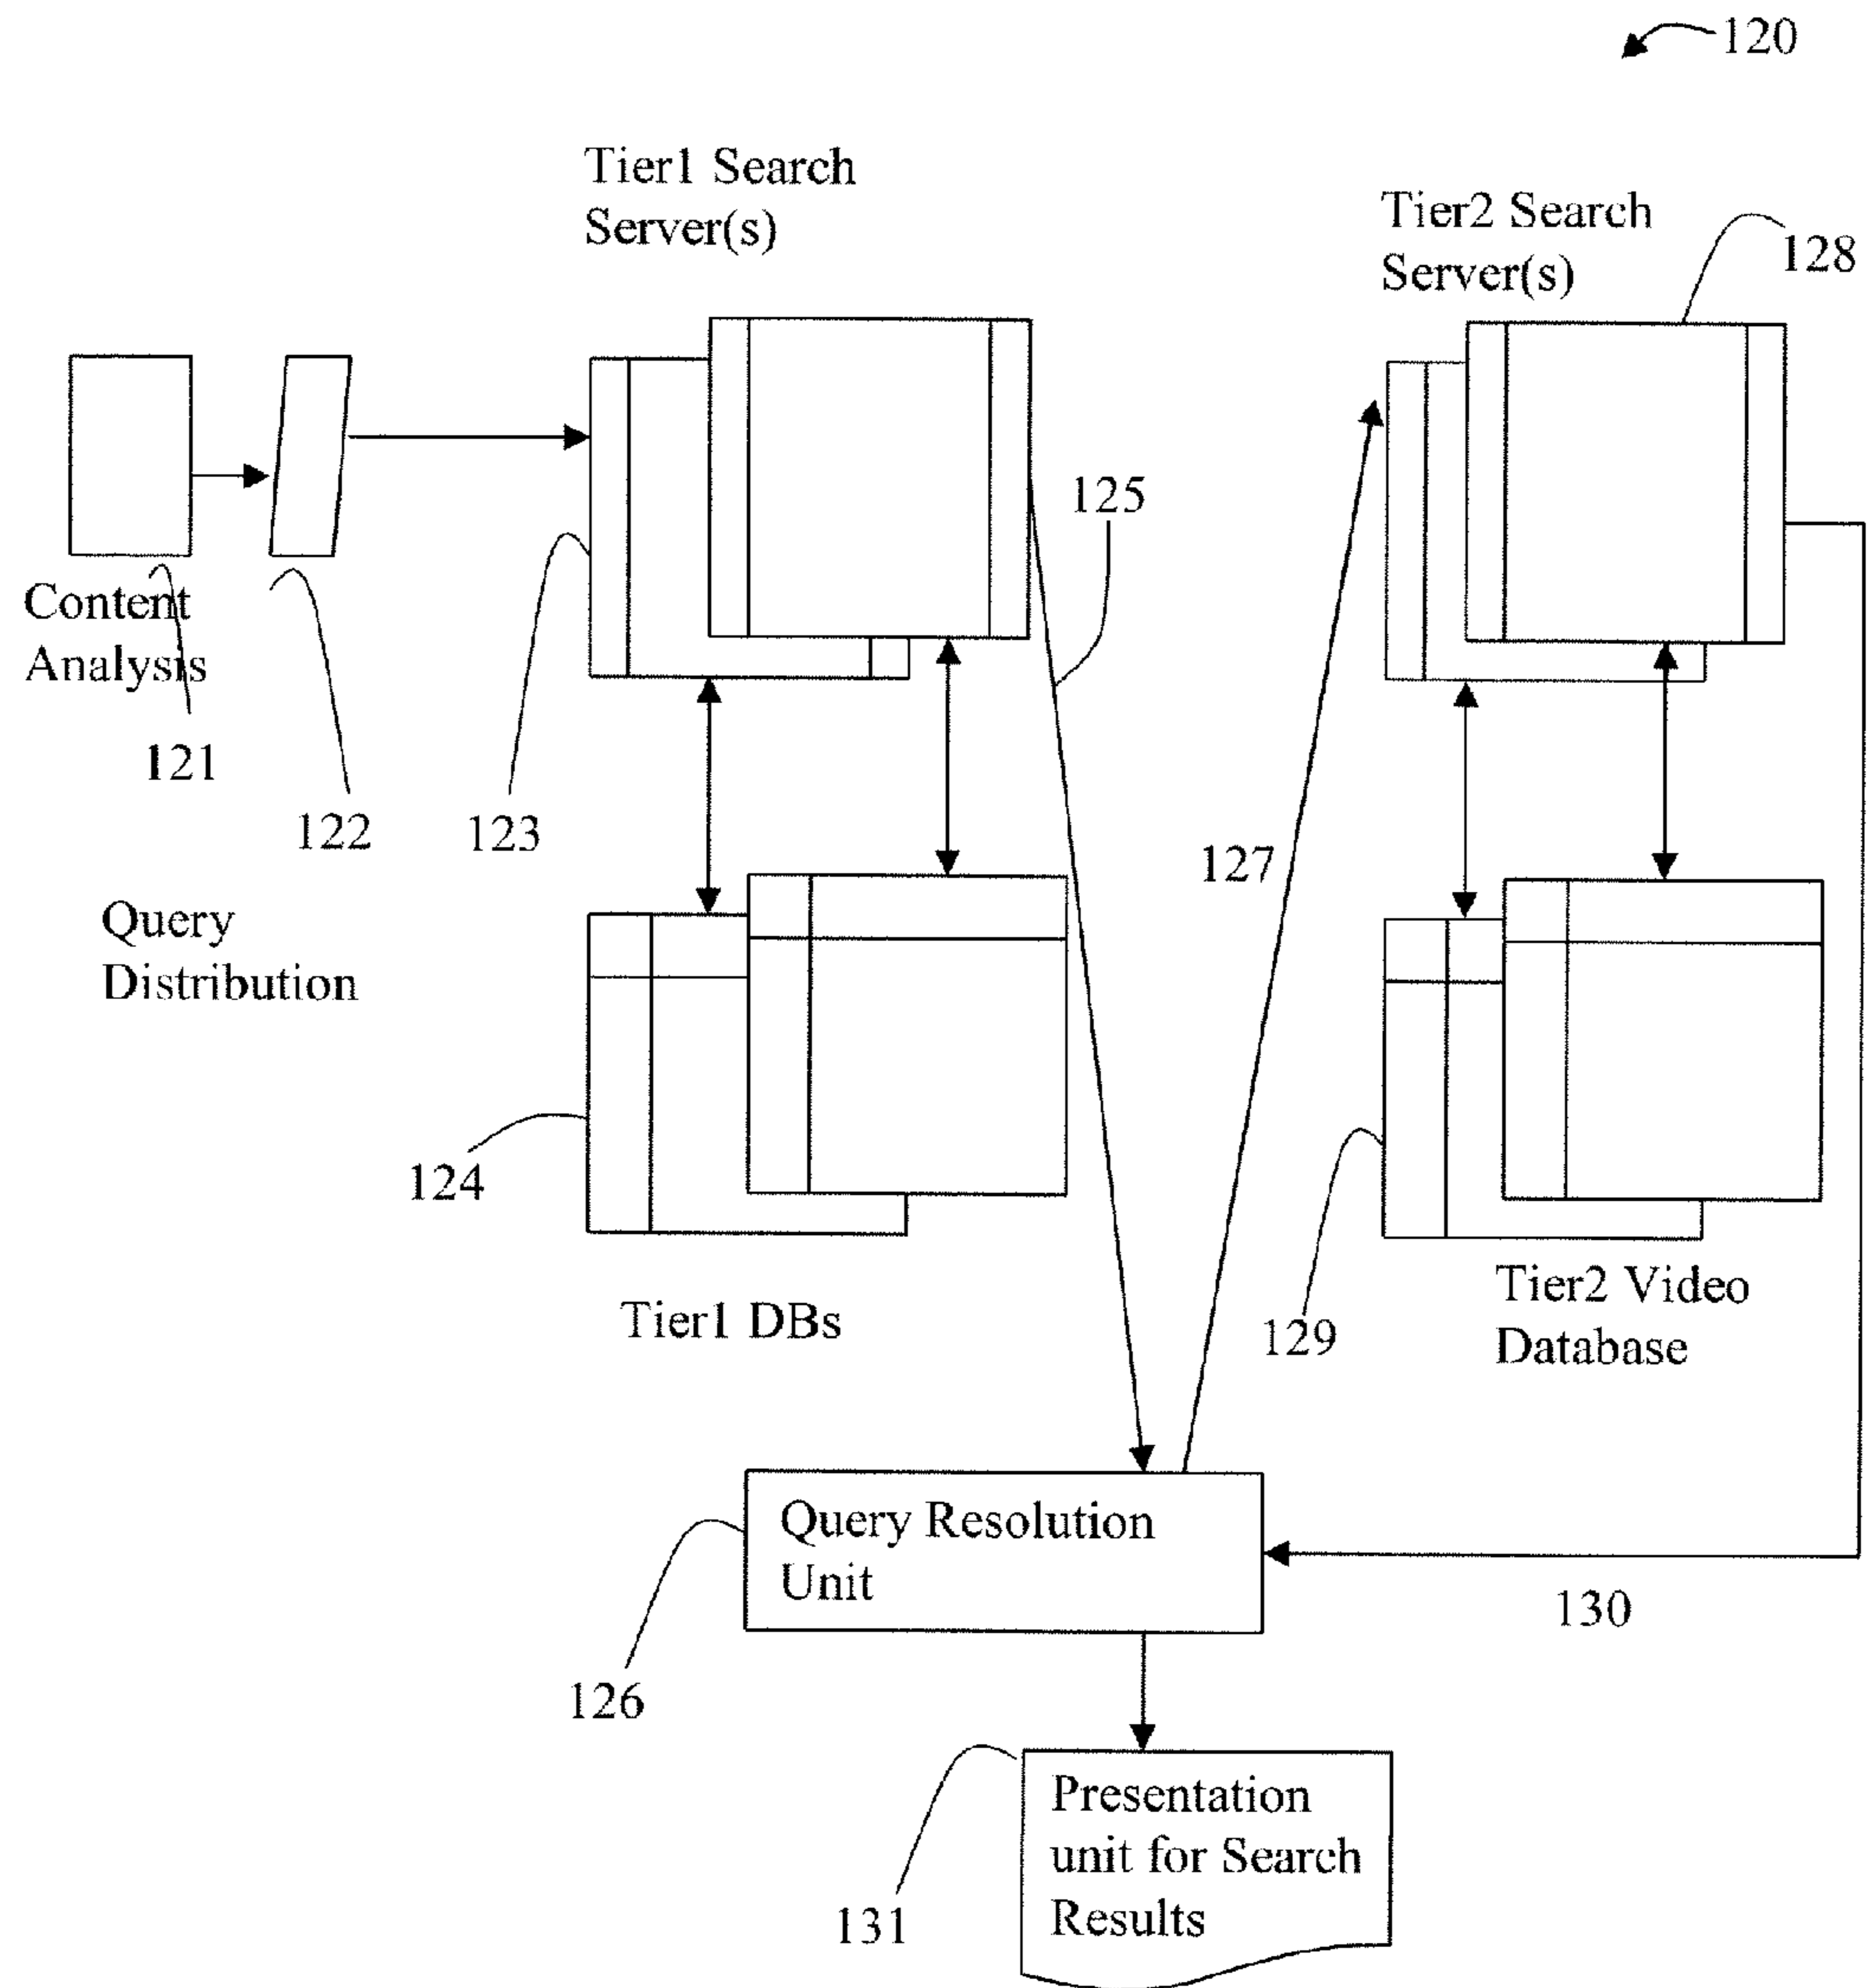 120
Tier1 Search
Server(s)
Tier2 Search
Server(s)
128
125
Content
Analysis
121
122
123
127
Query
Distribution
124
Tier1 DBs
129
Tier2 Video
Database
Query Resolution
Unit
130
126
Presentation
unit for Search
Results
131